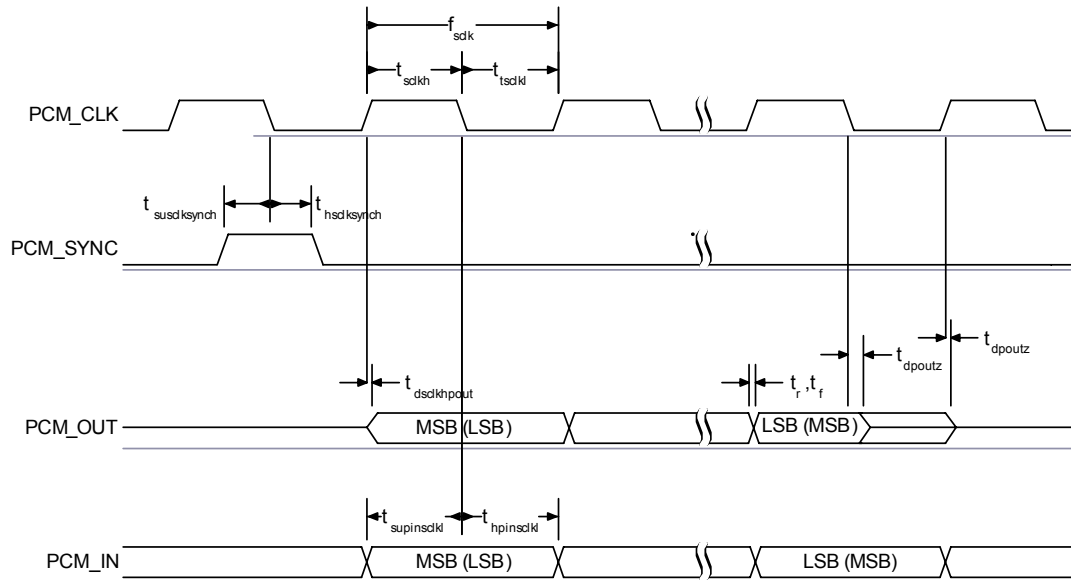 f sclk
t sclkh
t tsclkl
PCM_CLK
t susclksynch
t hsclksynch
PCM_SYNC
t dpoutz
t dpoutz
t dsclkhpout
t r ,t f
PCM_OUT
MSB (LSB)
LSB (MSB)
t supinsclkl
t hpinsclkl
PCM_IN
MSB (LSB)
LSB (MSB)